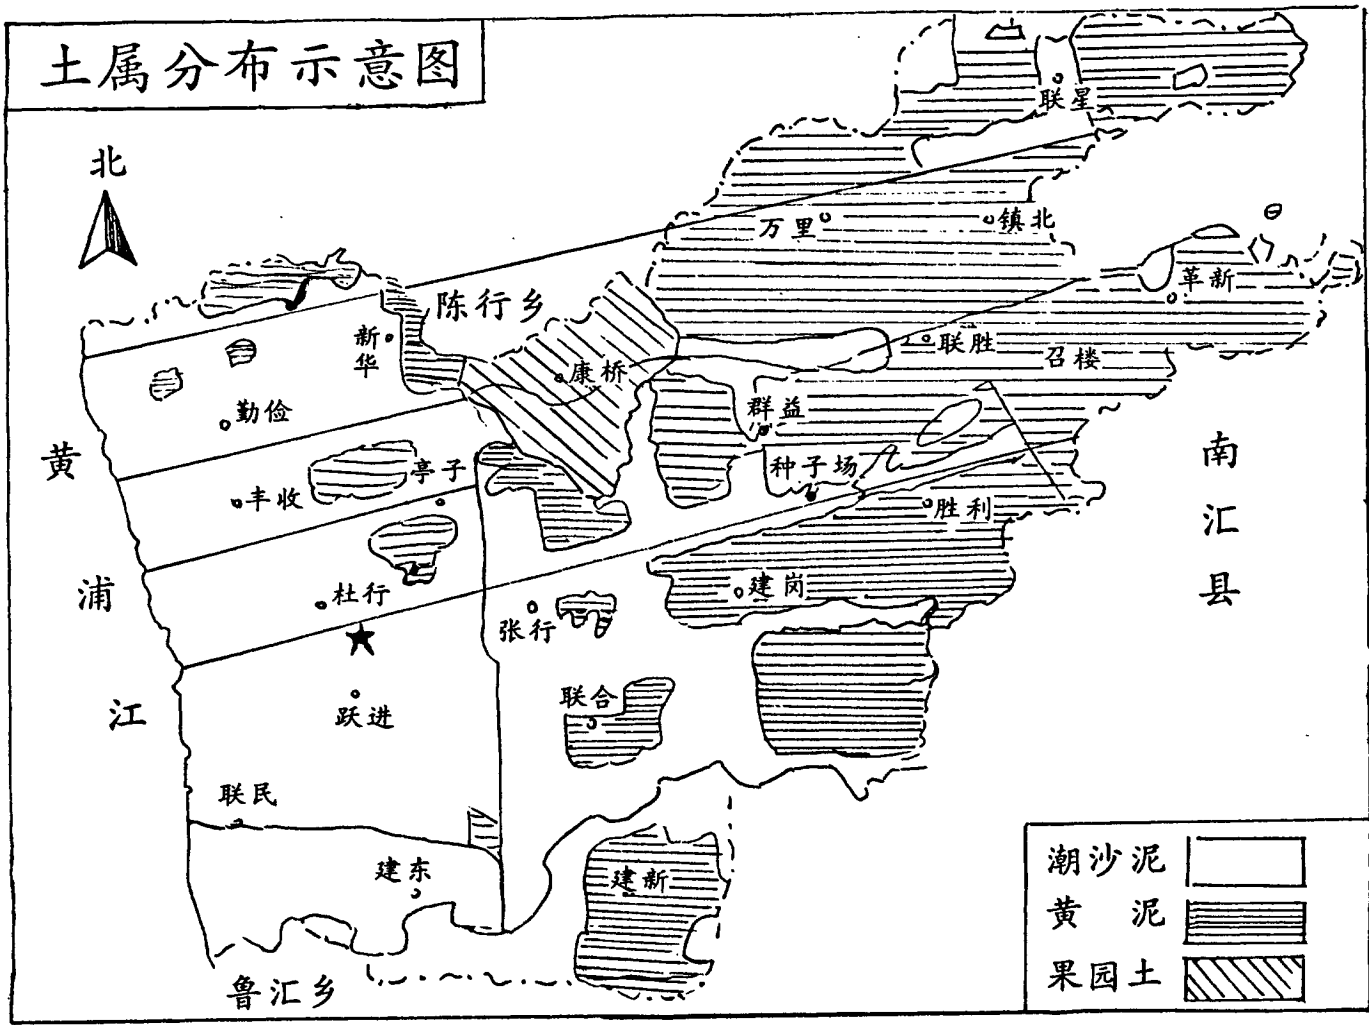 土属分布示意图
北
联星
万里
镇北
革新
陈行乡
新华
康桥
联胜
召楼
勤俭
群益
黄浦江
南汇县
亭子
丰收
种子场
胜利
杜行
建岗
张行
联合
跃进
联民
建东
建新
鲁汇乡
潮沙泥
黄 泥
果园土